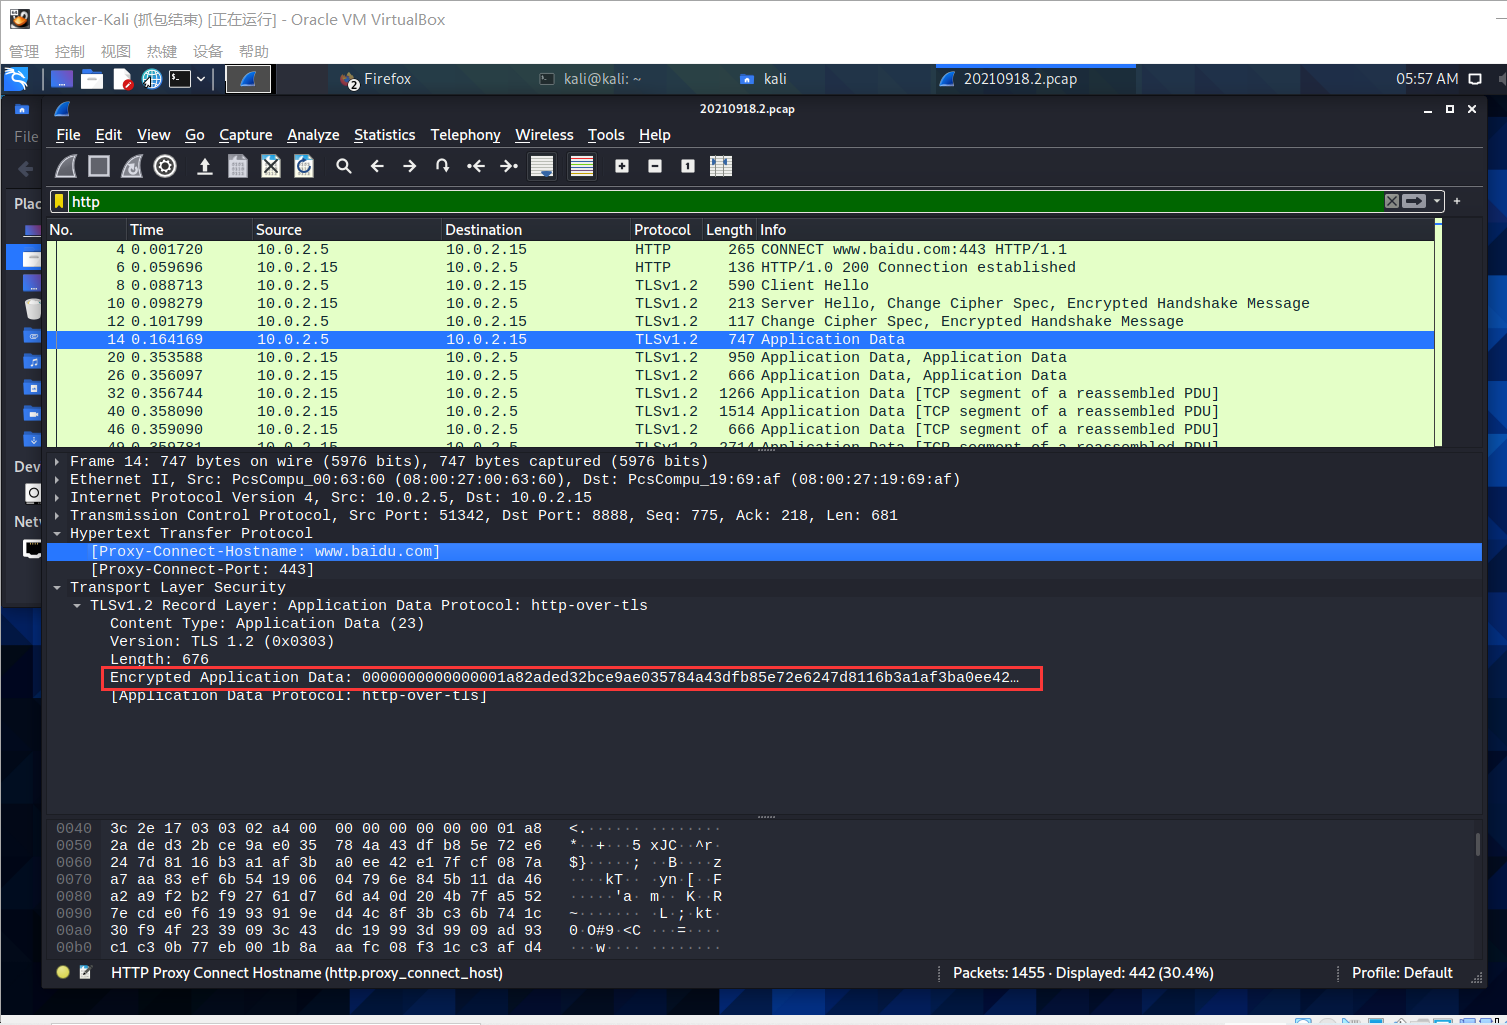 Attacker-Kali (抓包结束) [正在运行] - Oracle VM VirtualBox
管理 控制 视图 热键 设备 帮助
Firefox kali@kali: ~ kali 20210918.2.pcap 05:57 AM
2
20210918.2.pcap
File
File Edit View Go Capture Analyze Statistics Telephony Wireless Tools Help
Plac
http
No. Time Source Destination Protocol Length Info
4 0.001720 10.0.2.5 10.0.2.15 HTTP 265 CONNECT www.baidu.com:443 HTTP/1.1
6 0.059696 10.0.2.15 10.0.2.5 HTTP 136 HTTP/1.0 200 Connection established
8 0.088713 10.0.2.5 10.0.2.15 TLSv1.2 590 Client Hello
10 0.098279 10.0.2.15 10.0.2.5 TLSv1.2 213 Server Hello, Change Cipher Spec, Encrypted Handshake Message
12 0.101799 10.0.2.5 10.0.2.15 TLSv1.2 117 Change Cipher Spec, Encrypted Handshake Message
14 0.164169 10.0.2.5 10.0.2.15 TLSv1.2 747 Application Data
20 0.353588 10.0.2.15 10.0.2.5 TLSv1.2 950 Application Data, Application Data
26 0.356097 10.0.2.15 10.0.2.5 TLSv1.2 666 Application Data, Application Data
32 0.356744 10.0.2.15 10.0.2.5 TLSv1.2 1266 Application Data [TCP segment of a reassembled PDU]
40 0.358090 10.0.2.15 10.0.2.5 TLSv1.2 1514 Application Data [TCP segment of a reassembled PDU]
46 0.359090 10.0.2.15 10.0.2.5 TLSv1.2 666 Application Data [TCP segment of a reassembled PDU]
49 0.359781 10.0.2.15 10.0.2.5 TLSv1.2 2714 Application Data [TCP segment of a reassembled PDU]
Dev
Netw
Frame 14: 747 bytes on wire (5976 bits), 747 bytes captured (5976 bits)
Ethernet II, Src: PcsCompu_00:63:60 (08:00:27:00:63:60), Dst: PcsCompu_19:69:af (08:00:27:19:69:af)
Internet Protocol Version 4, Src: 10.0.2.5, Dst: 10.0.2.15
Transmission Control Protocol, Src Port: 51342, Dst Port: 8888, Seq: 775, Ack: 218, Len: 681
Hypertext Transfer Protocol
[Proxy-Connect-Hostname: www.baidu.com]
[Proxy-Connect-Port: 443]
Transport Layer Security
TLSv1.2 Record Layer: Application Data Protocol: http-over-tls
Content Type: Application Data (23)
Version: TLS 1.2 (0x0303)
Length: 676
Encrypted Application Data: 0000000000000001a82aded32bce9ae035784a43dfb85e72e6247d8116b3a1af3ba0ee42…
[Application Data Protocol: http-over-tls]
0040 3c 2e 17 03 03 02 a4 00 00 00 00 00 00 00 01 a8 <.······ ········
0050 2a de d3 2b ce 9a e0 35 78 4a 43 df b8 5e 72 e6 *··+···5 xJC··^r·
0060 24 7d 81 16 b3 a1 af 3b a0 ee 42 e1 7f cf 08 7a $}·····; ··B····z
0070 a7 aa 83 ef 6b 54 19 06 04 79 6e 84 5b 11 da 46 ····kT·· ·yn·[··F
0080 a2 a9 f2 b2 f9 27 61 d7 6d a4 0d 20 4b 7f a5 52 ·····'a· m·· K··R
0090 7e cd e0 f6 19 93 91 9e d4 4c 8f 3b c3 6b 74 1c ~······· ·L·;·kt·
00a0 30 f9 4f 23 39 09 3c 43 dc 19 99 3d 99 09 ad 93 0·O#9·<C ···=····
00b0 c1 c3 0b 77 eb 00 1b 8a aa fc 08 f3 1c c3 af d4 ···w···· ········
HTTP Proxy Connect Hostname (http.proxy_connect_host) Packets: 1455 · Displayed: 442 (30.4%) Profile: Default